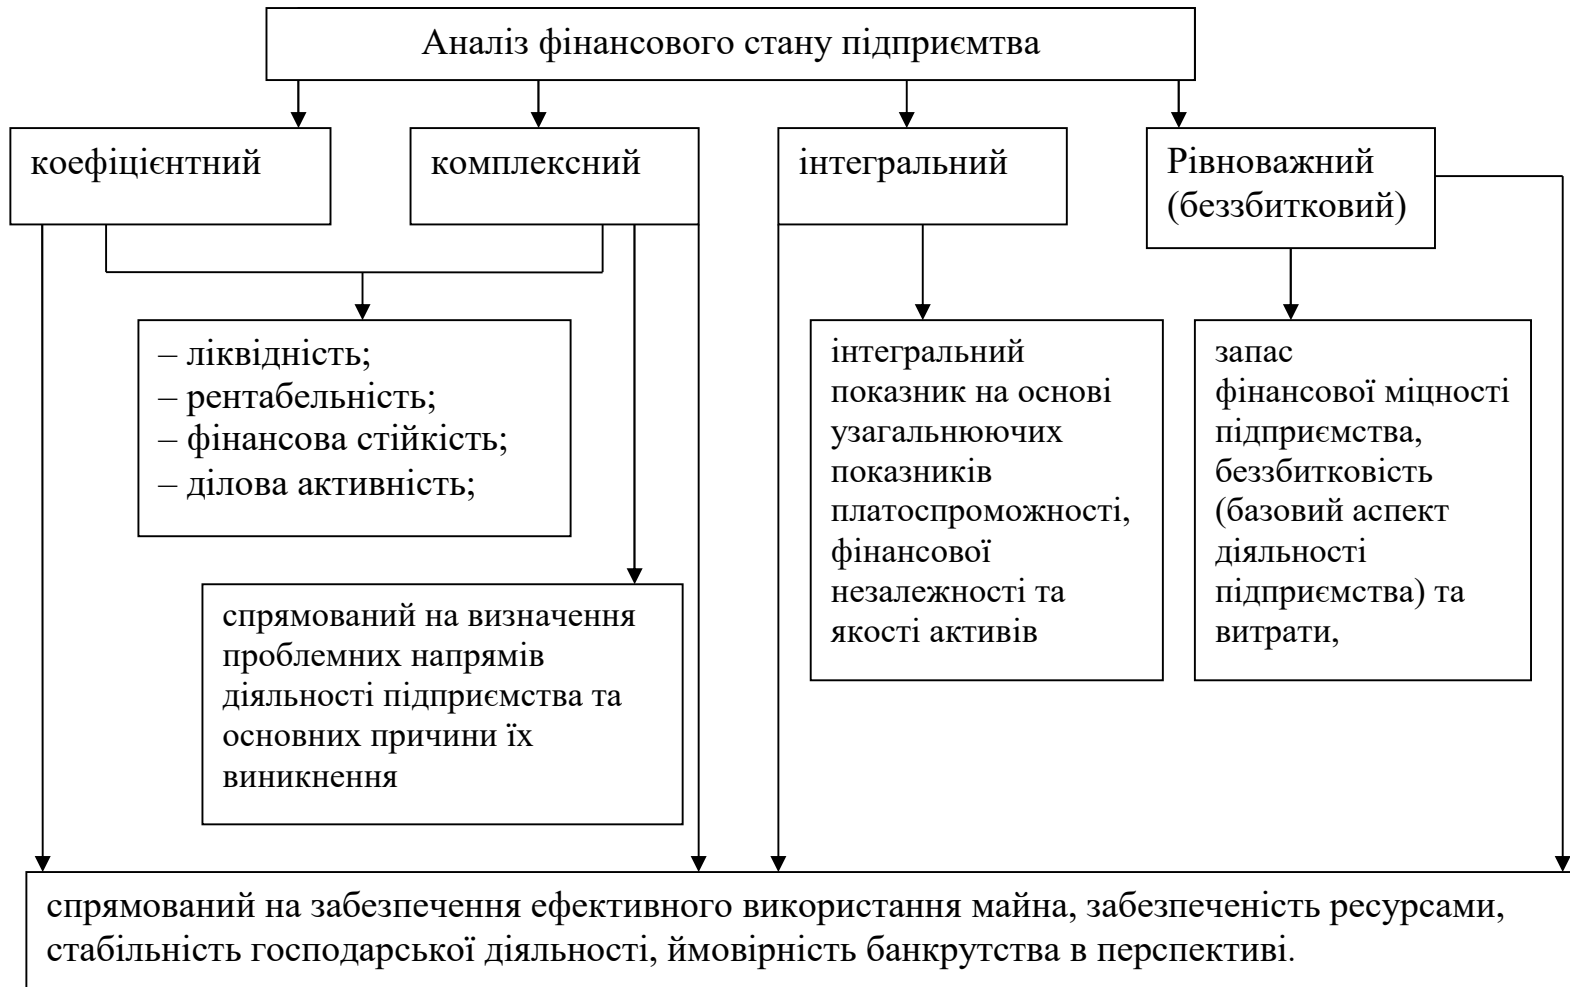 Аналіз фінансового стану підприємтва
коефіцієнтний
комплексний
інтегральний
Рівноважний
(беззбитковий)
– ліквідність;
– рентабельність;
– фінансова стійкість;
– ділова активність;
спрямований на визначення
проблемних напрямів
діяльності підприємства та
основних причини їх
виникнення
інтегральний
показник на основі
узагальнюючих
показників
платоспроможності,
фінансової
незалежності та
якості активів
запас
фінансової міцності
підприємства,
беззбитковість
(базовий аспект
діяльності
підприємства) та
витрати,
спрямований на забезпечення ефективного використання майна, забезпеченість ресурсами,
стабільність господарської діяльності, ймовірність банкрутства в перспективі.